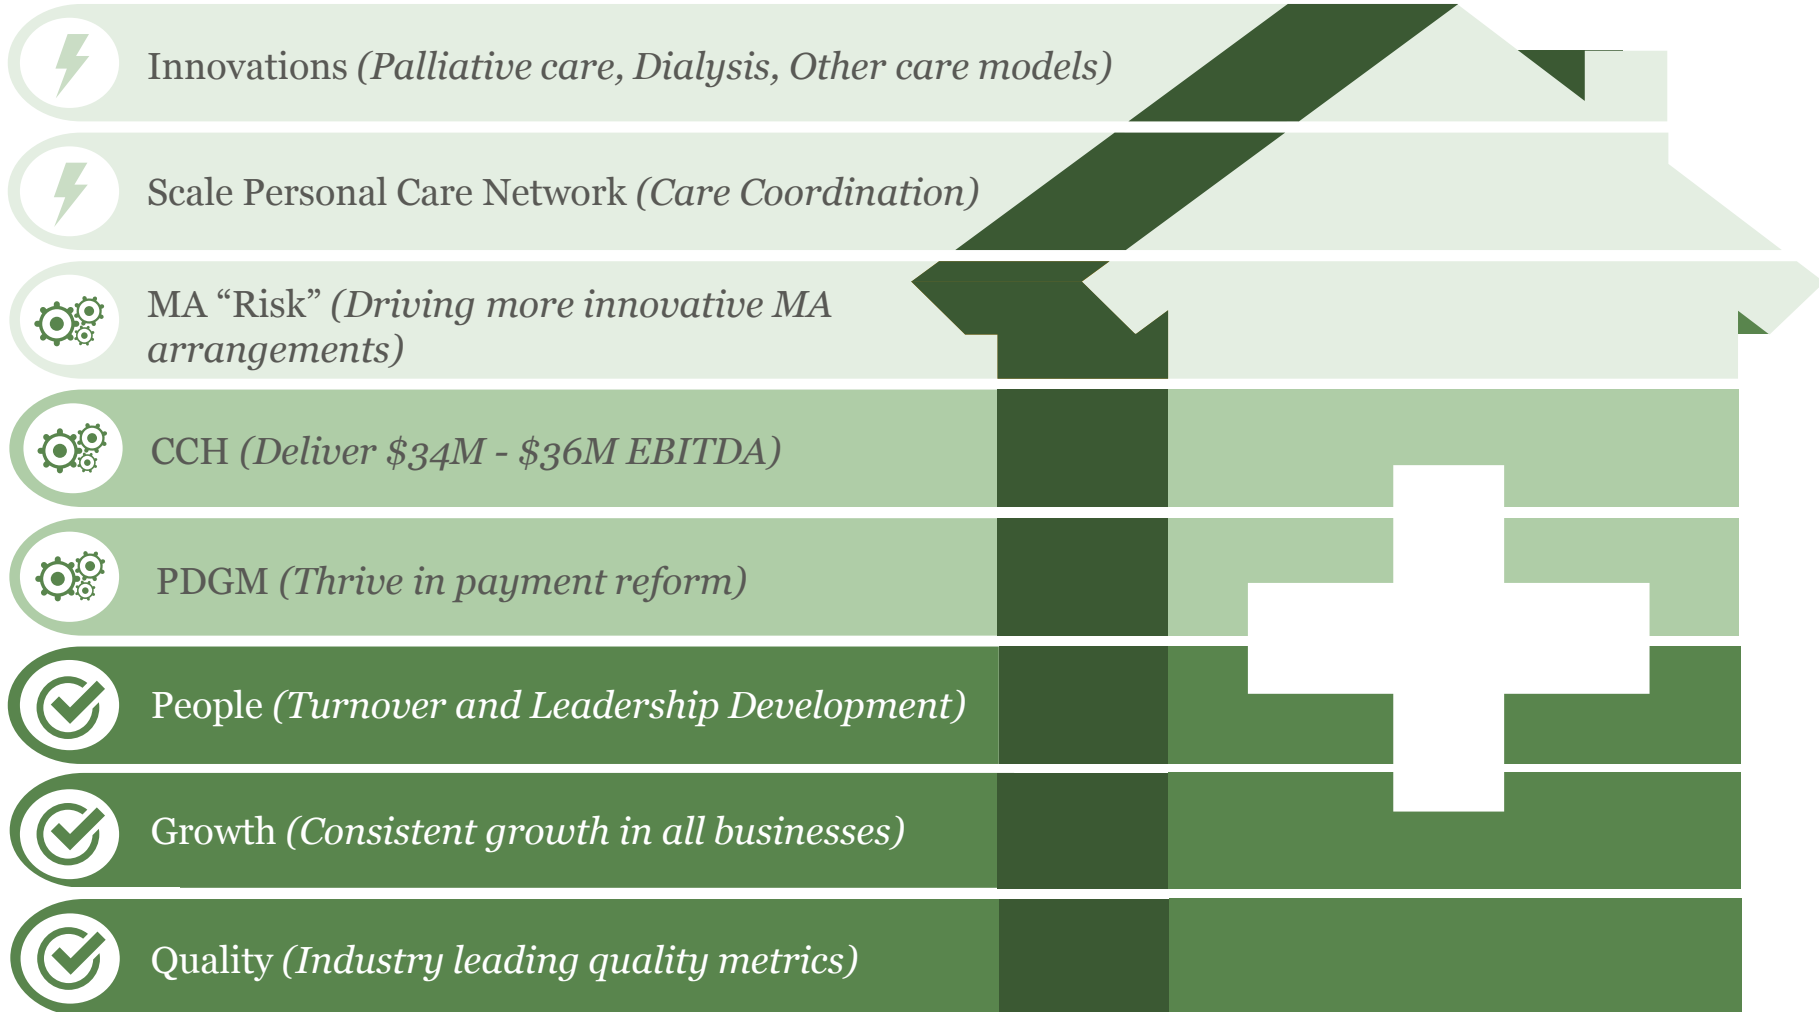 Innovations (Palliative care, Dialysis, Other care models)
Scale Personal Care Network (Care Coordination)
MA “Risk” (Driving more innovative MA
arrangements)
CCH (Deliver $34M - $36M EBITDA)
PDGM (Thrive in payment reform)
People (Turnover and Leadership Development)
Growth (Consistent growth in all businesses)
Quality (Industry leading quality metrics)